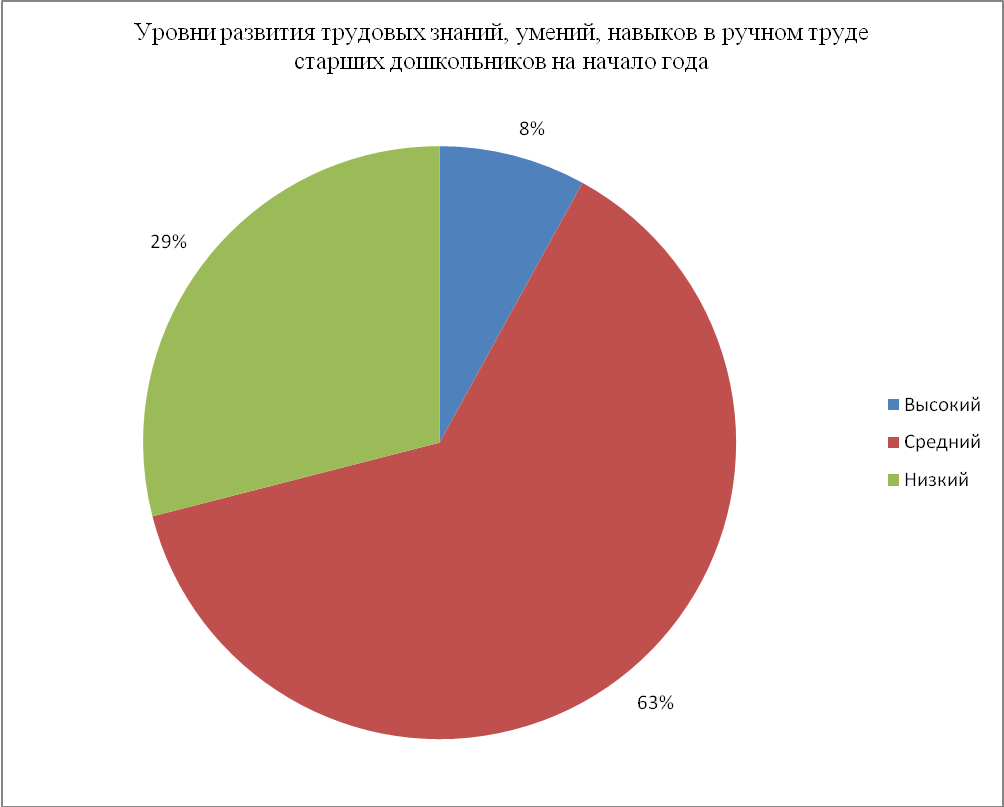 Уровни развития трудовых знаний, умений, навыков в ручном труде
старших дошкольников на начало года
8%
29%
Высокий
Средний
Низкий
63%